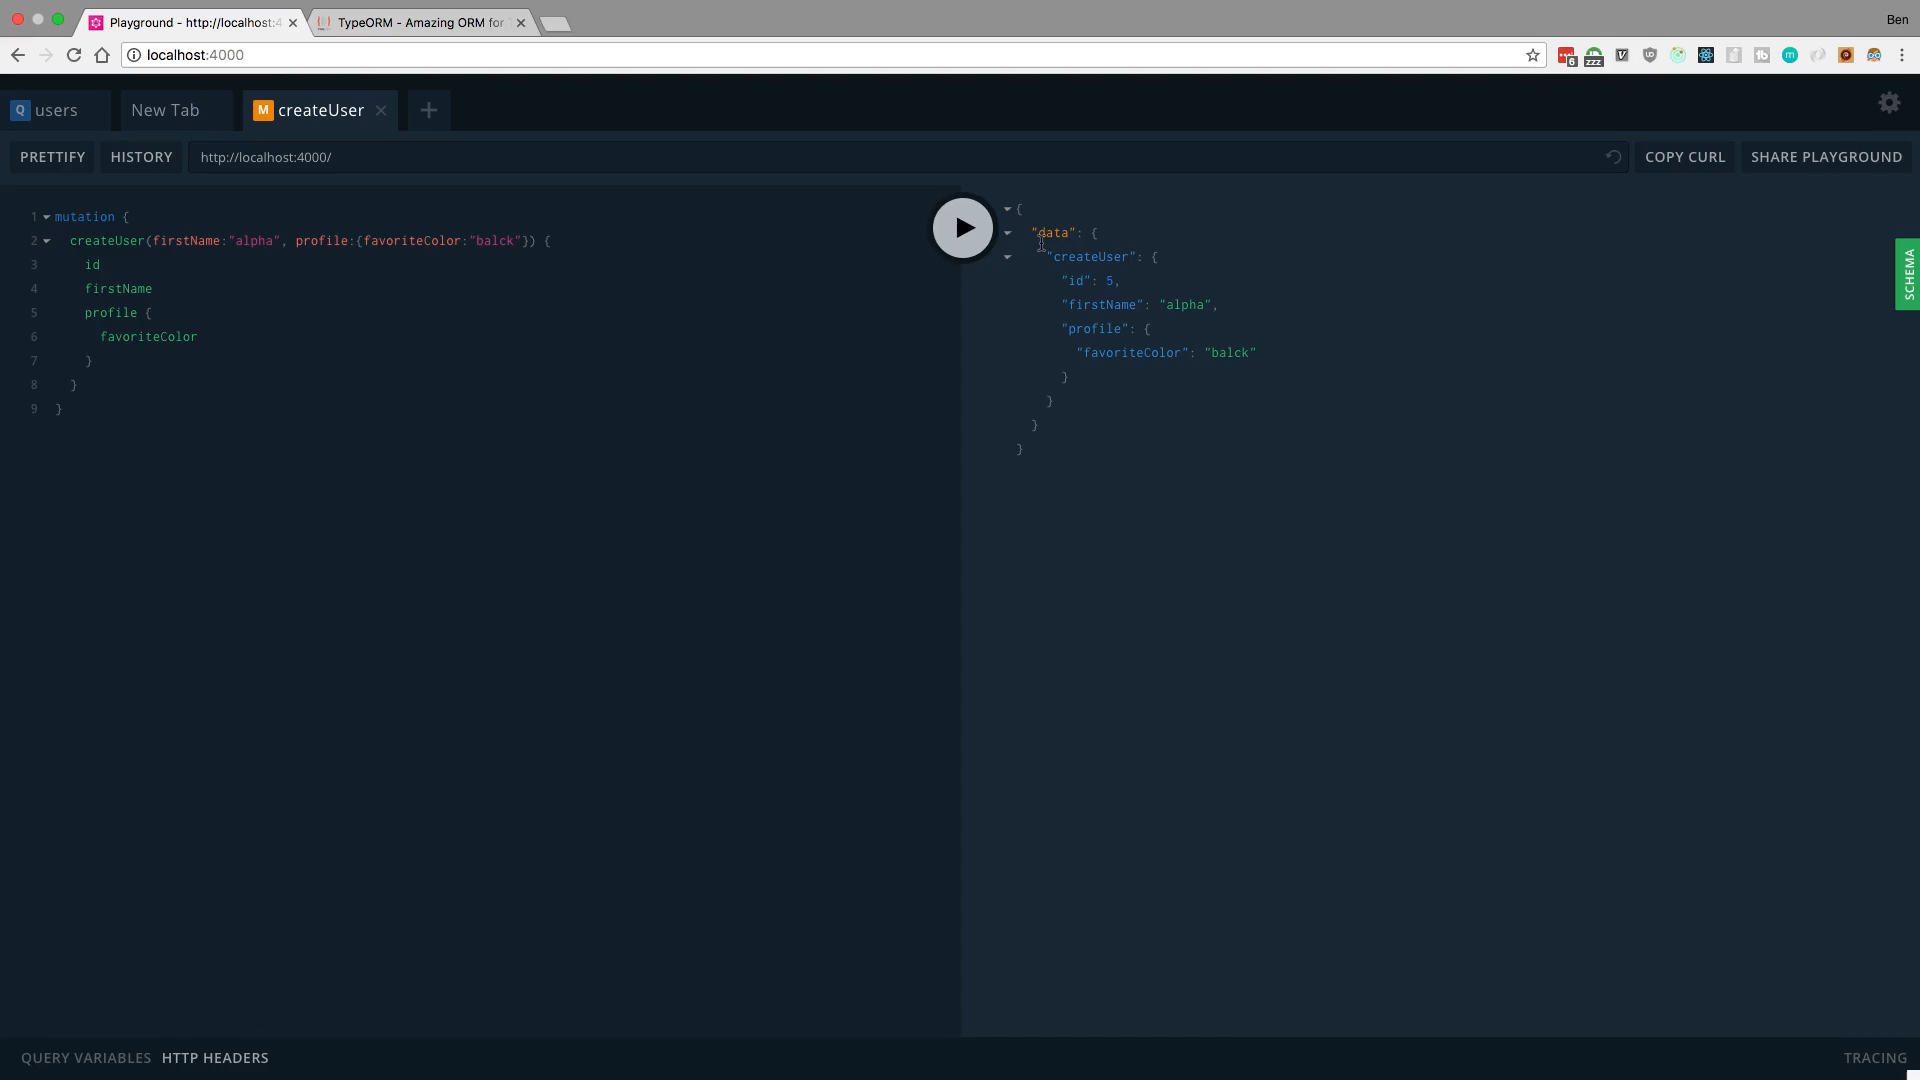 Playground - http://localhost:4
TypeORM - Amazing ORM for
Ben
localhost:4000
6
zzz
Q users
New Tab
M createUser
+
PRETTIFY
HISTORY
http://localhost:4000/
COPY CURL
SHARE PLAYGROUND
1 mutation {
2 createUser(firstName:"alpha", profile:{favoriteColor:"balck"}) {
3 id
4 firstName
5 profile {
6 favoriteColor
7 }
8 }
9 }
{
"data": {
"createUser": {
"id": 5,
"firstName": "alpha",
"profile": {
"favoriteColor": "balck"
}
}
}
}
SCHEMA
QUERY VARIABLES
HTTP HEADERS
TRACING